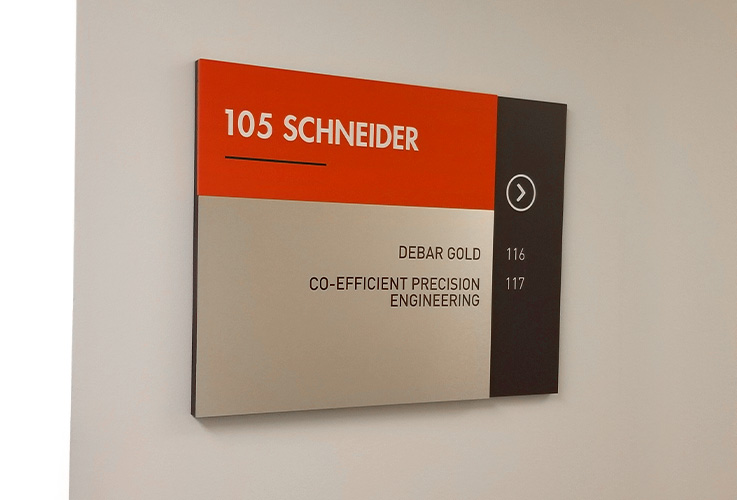 105 SCHNEIDER
DEBAR GOLD 116
CO-EFFICIENT PRECISION 117
ENGINEERING